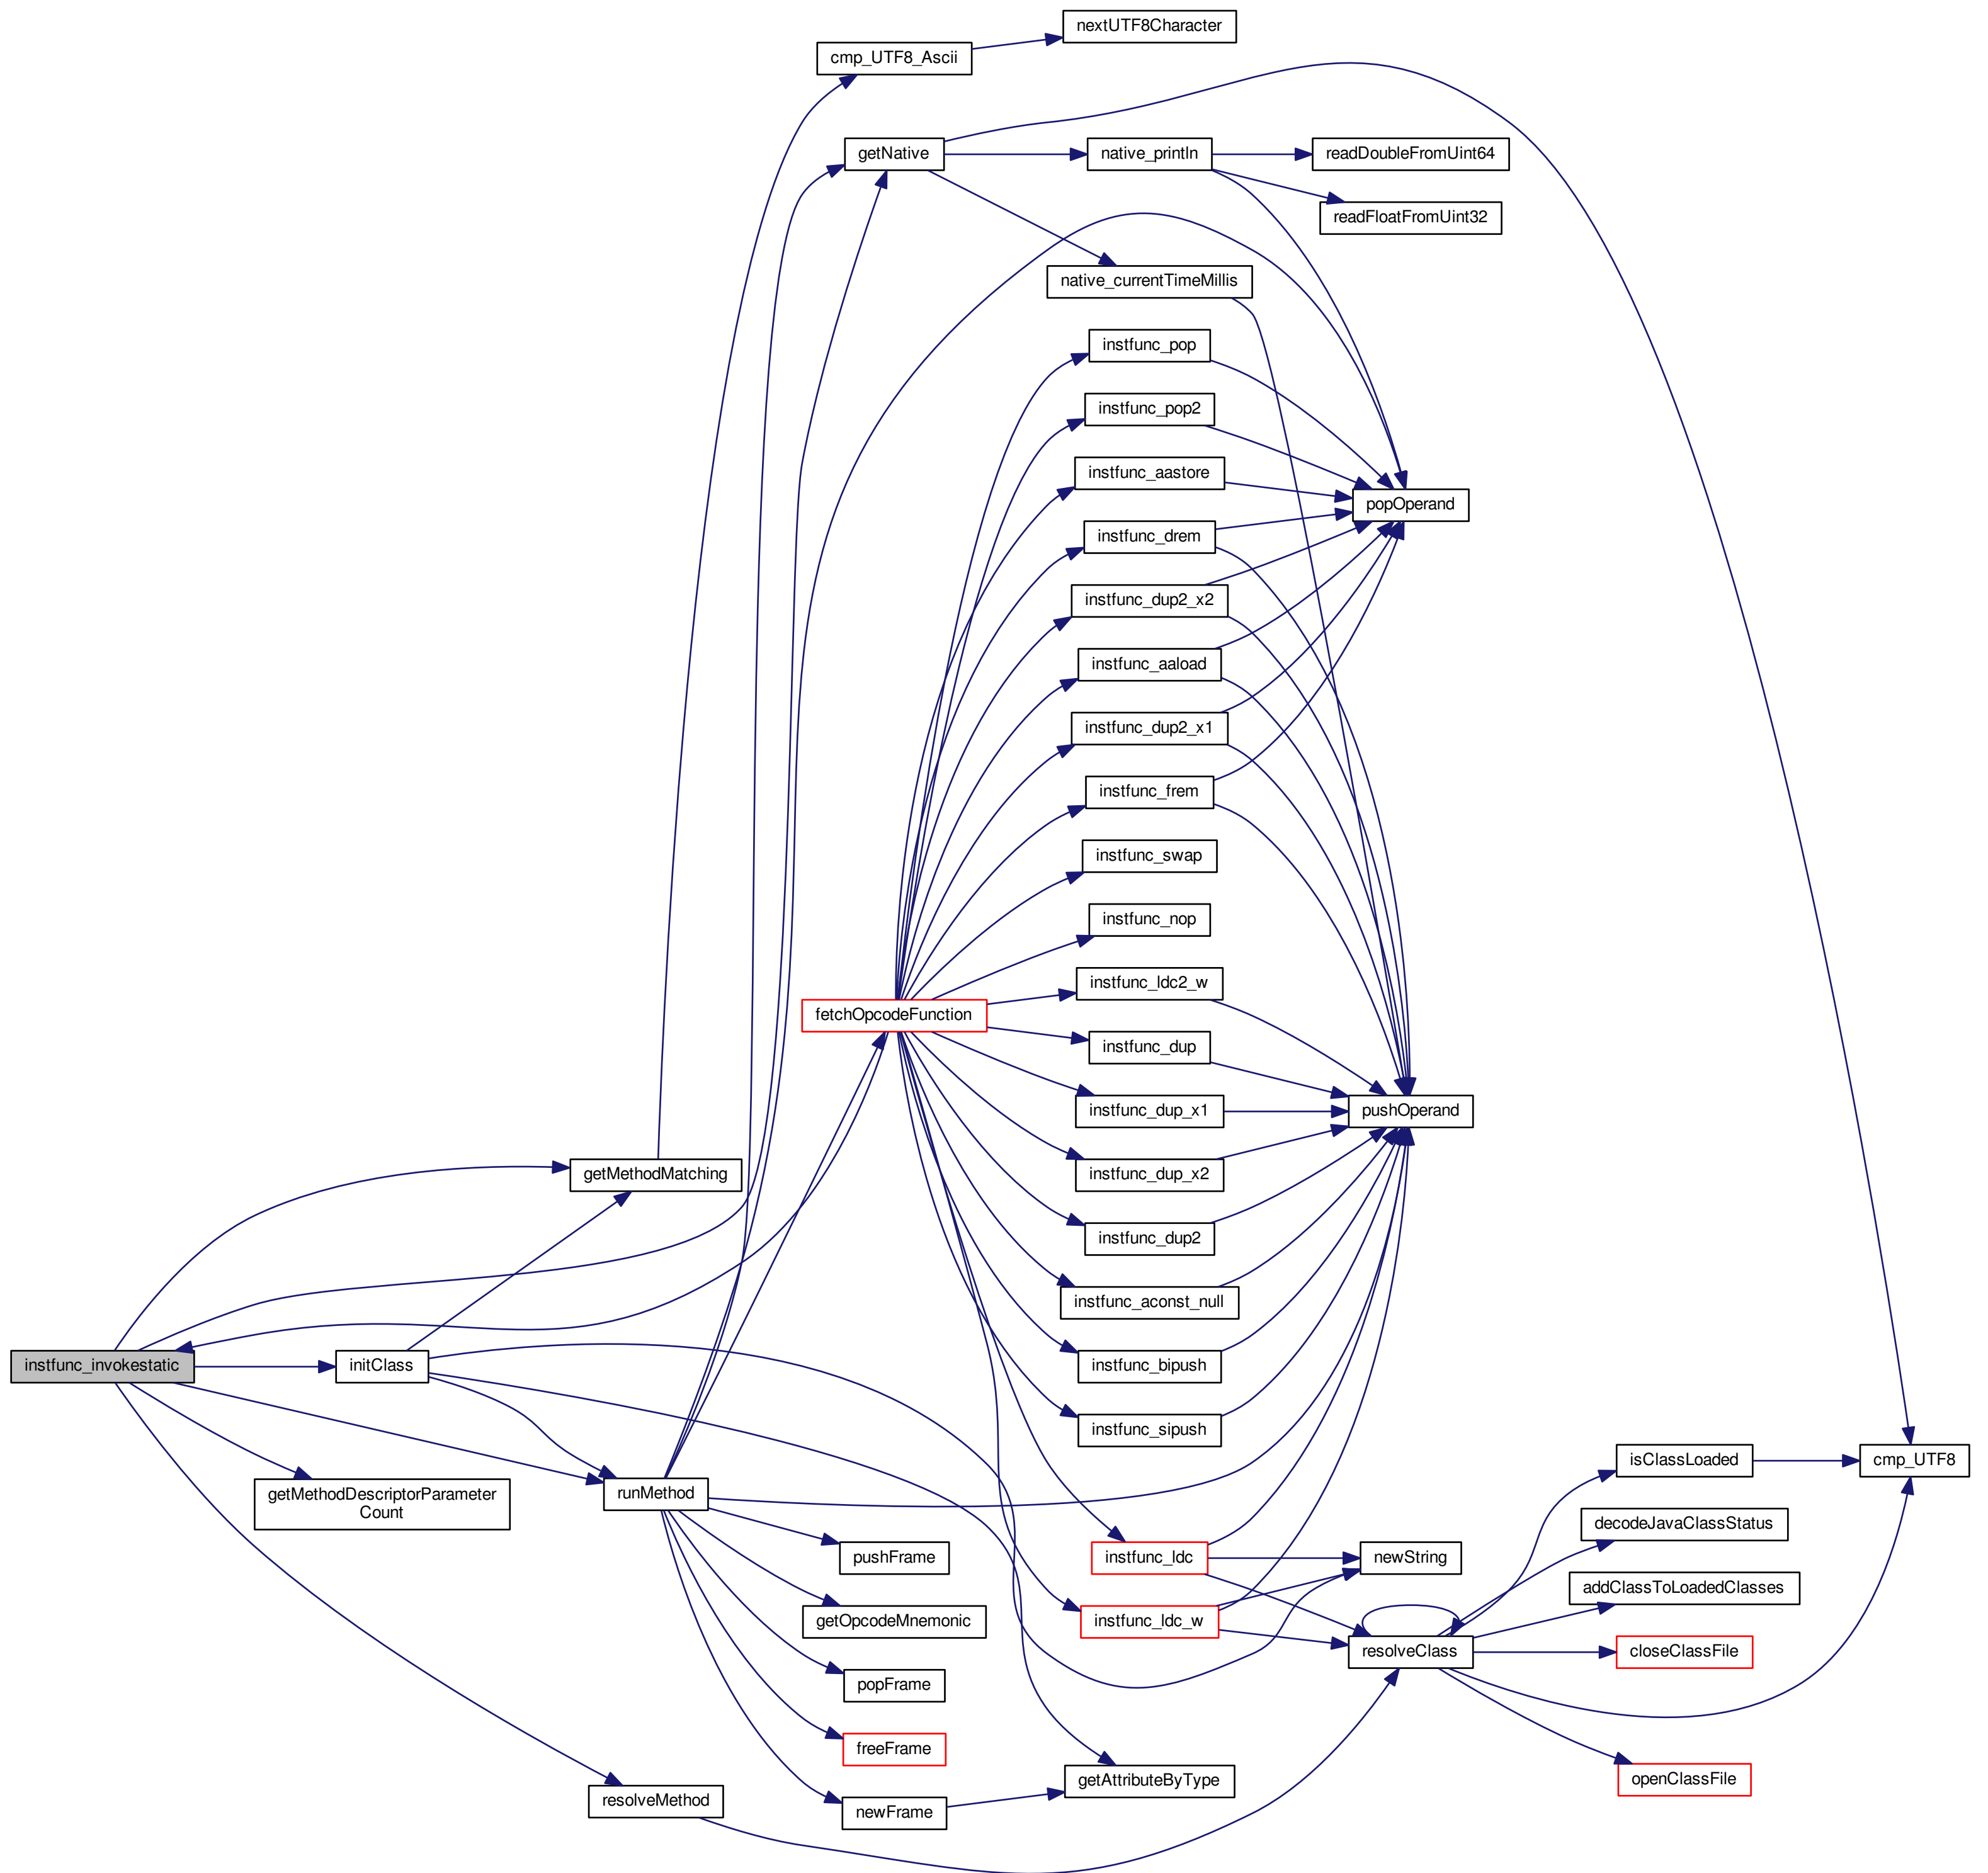 nextUTF8Character
cmp_UTF8_Ascii
getNative
native_println
readDoubleFromUint64
readFloatFromUint32
native_currentTimeMillis
instfunc_pop
instfunc_pop2
instfunc_aastore
popOperand
instfunc_drem
instfunc_dup2_x2
instfunc_aaload
instfunc_dup2_x1
instfunc_frem
instfunc_swap
instfunc_nop
instfunc_ldc2_w
fetchOpcodeFunction
instfunc_dup
instfunc_dup_x1
pushOperand
instfunc_dup_x2
getMethodMatching
instfunc_dup2
instfunc_aconst_null
instfunc_invokestatic
initClass
instfunc_bipush
instfunc_sipush
isClassLoaded
cmp_UTF8
getMethodDescriptorParameter
Count
runMethod
decodeJavaClassStatus
pushFrame
instfunc_ldc
newString
addClassToLoadedClasses
getOpcodeMnemonic
instfunc_ldc_w
resolveClass
closeClassFile
popFrame
freeFrame
getAttributeByType
openClassFile
resolveMethod
newFrame